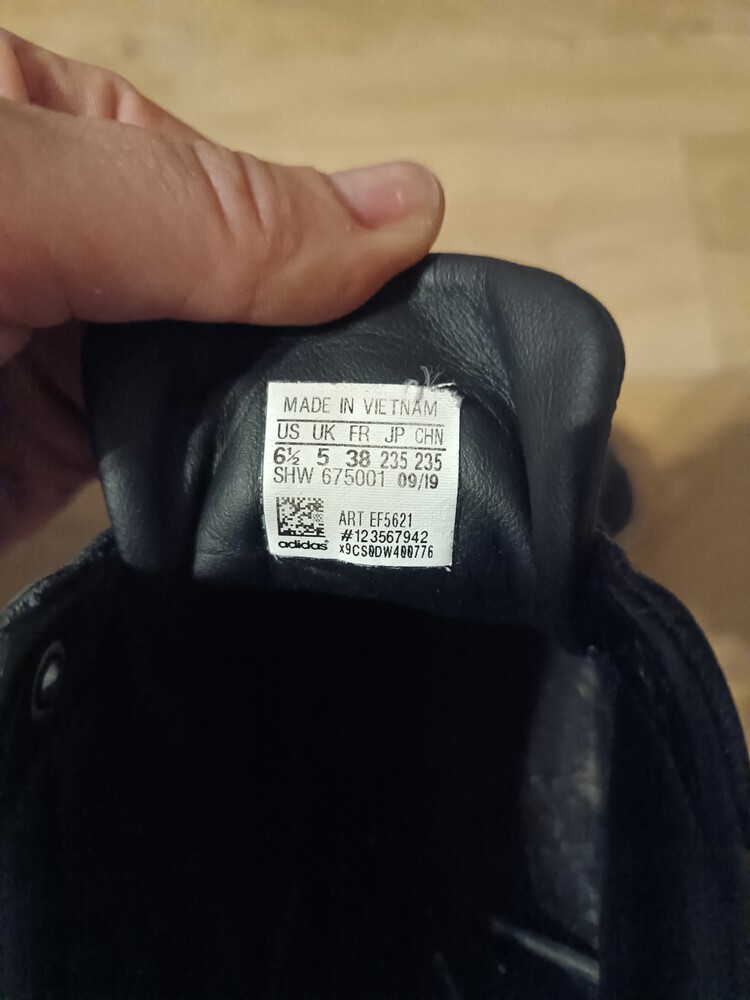 MADE IN VIETNAM
US UK FR JP CHN
6½ 5 38 235 235
SHW 675001 09/19
ART EF5621
#123567942
adidas x9CS0DW400776